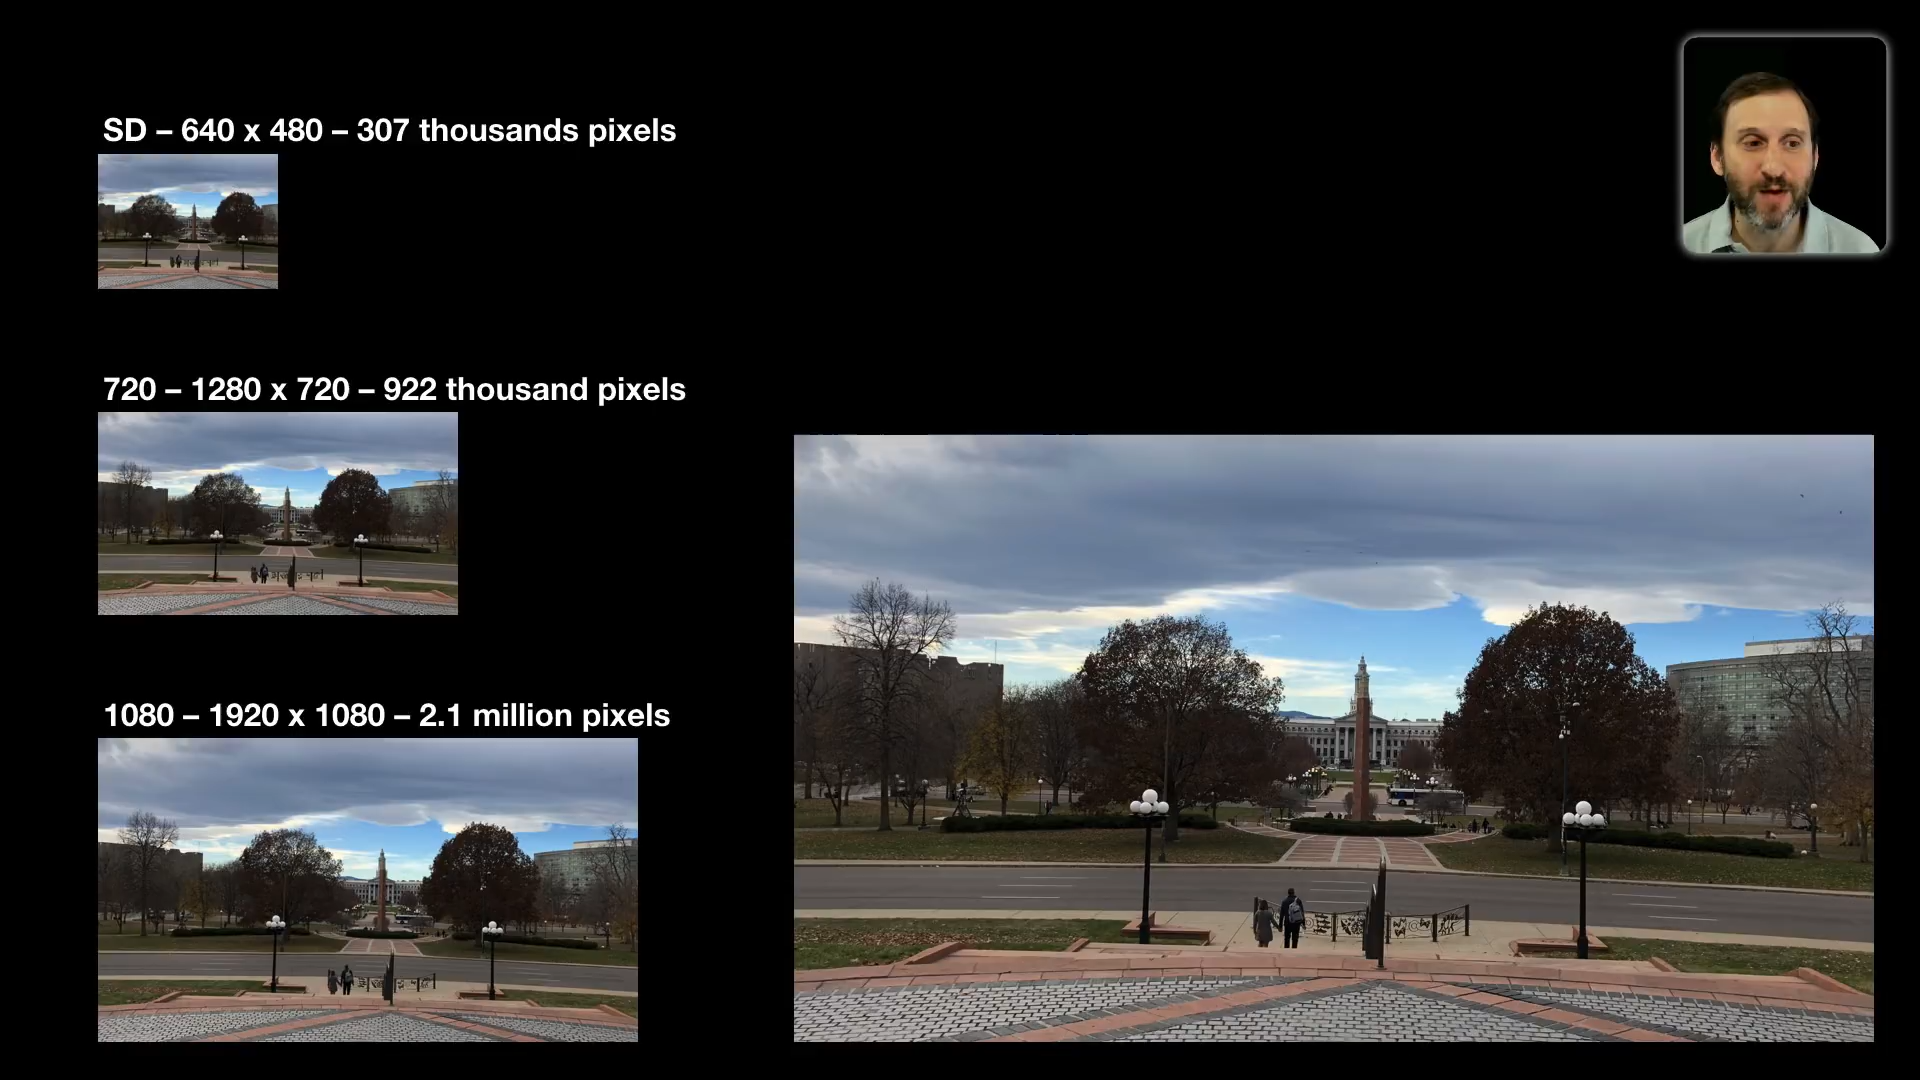 SD – 640 x 480 – 307 thousands pixels
720 – 1280 x 720 – 922 thousand pixels
1080 – 1920 x 1080 – 2.1 million pixels